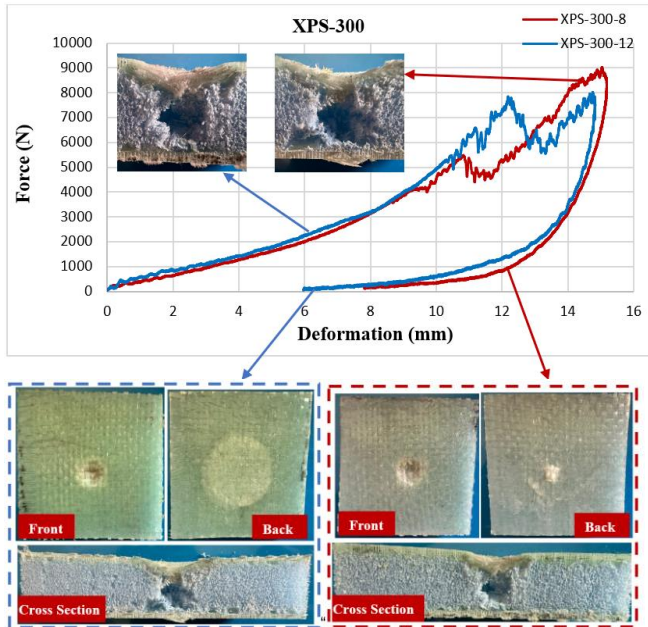 XPS-300
XPS-300-8
XPS-300-12
Force (N)
10000
9000
8000
7000
6000
5000
4000
3000
2000
1000
0
0 2 4 6 8 10 12 14 16
Deformation (mm)
Front Back Front Back
Cross Section Cross Section